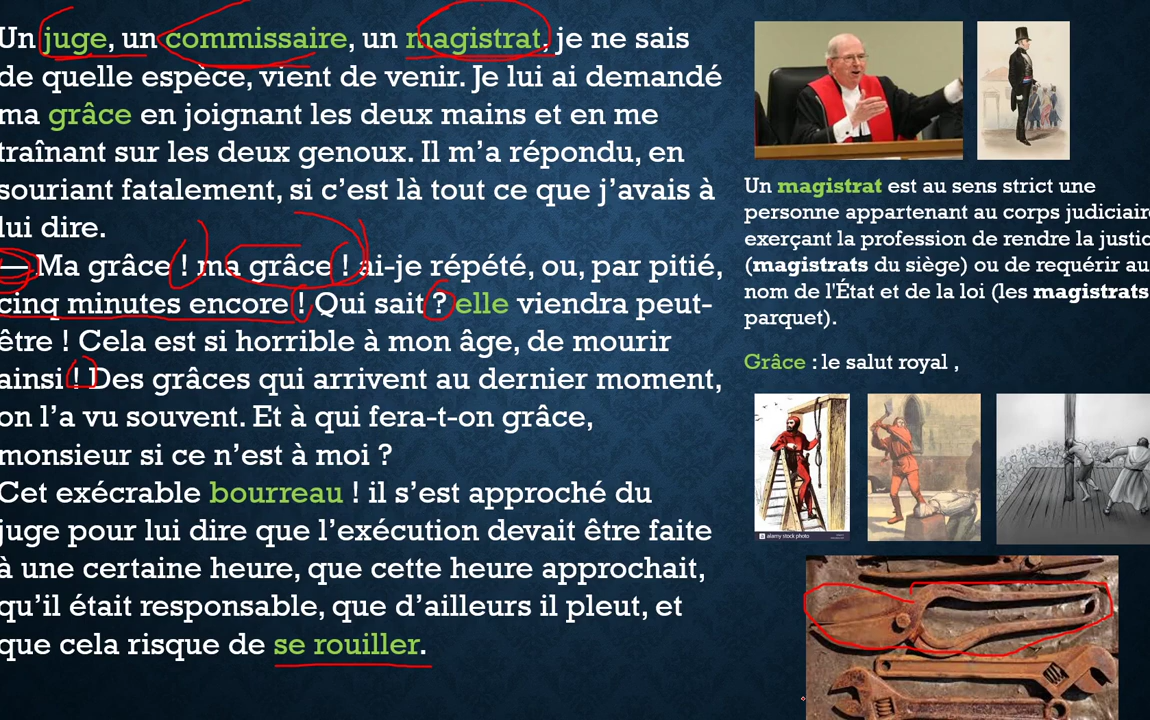 Un juge, un commissaire, un magistrat, je ne sais
de quelle espèce, vient de venir. Je lui ai demandé
ma grâce en joignant les deux mains et en me
traînant sur les deux genoux. Il m’a répondu, en
souriant fatalement, si c’est là tout ce que j’avais à
lui dire.
— Ma grâce ! ma grâce ! ai-je répété, ou, par pitié,
cinq minutes encore ! Qui sait ? elle viendra peut-
être ! Cela est si horrible à mon âge, de mourir
ainsi ! Des grâces qui arrivent au dernier moment,
on l’a vu souvent. Et à qui fera-t-on grâce,
monsieur si ce n’est à moi ?
Cet exécrable bourreau ! il s’est approché du
juge pour lui dire que l’exécution devait être faite
à une certaine heure, que cette heure approchait,
qu’il était responsable, que d’ailleurs il pleut, et
que cela risque de se rouiller.
Un magistrat est au sens strict une
personne appartenant au corps judiciaire
exerçant la profession de rendre la justic
(magistrats du siège) ou de requérir au
nom de l'État et de la loi (les magistrats
parquet).
Grâce : le salut royal ,
alamy stock photo